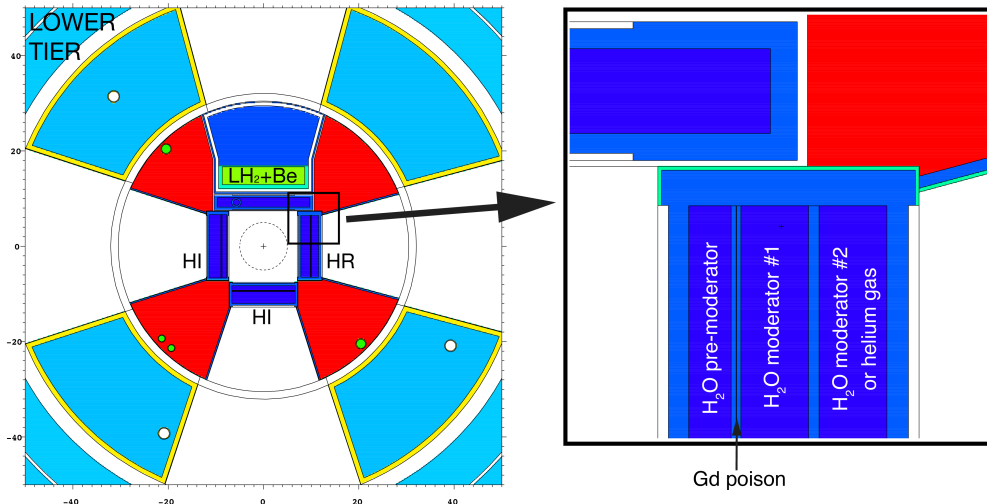 LOWER
TIER
40
20
0
−20
−40
−40
−20
0
20
40
LH₂+Be
HI
HR
HI
H₂O pre-moderator
H₂O moderator #1
H₂O moderator #2
or helium gas
Gd poison